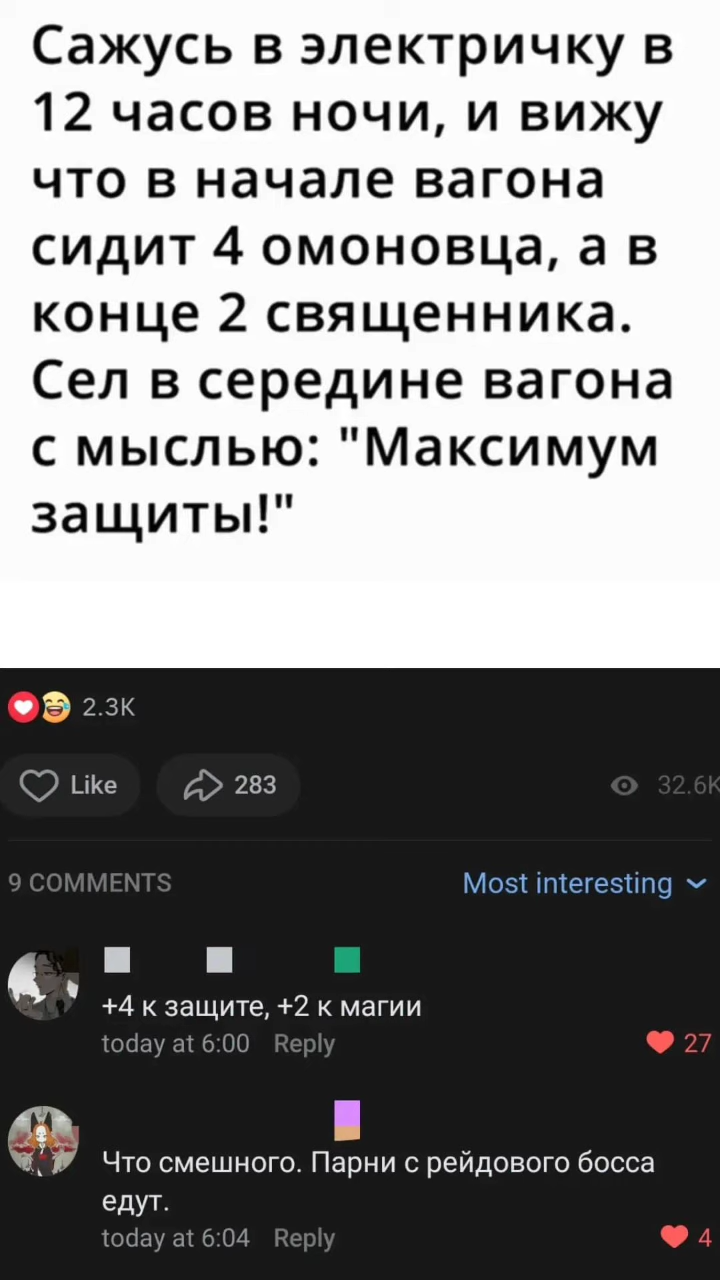 Сажусь в электричку в
12 часов ночи, и вижу
что в начале вагона
сидит 4 омоновца, а в
конце 2 священника.
Сел в середине вагона
с мыслью: "Максимум
защиты!"
2.3K
Like
283
32.6K
9 COMMENTS
Most interesting
+4 к защите, +2 к магии
today at 6:00 Reply
27
Что смешного. Парни с рейдового босса
едут.
today at 6:04 Reply
4